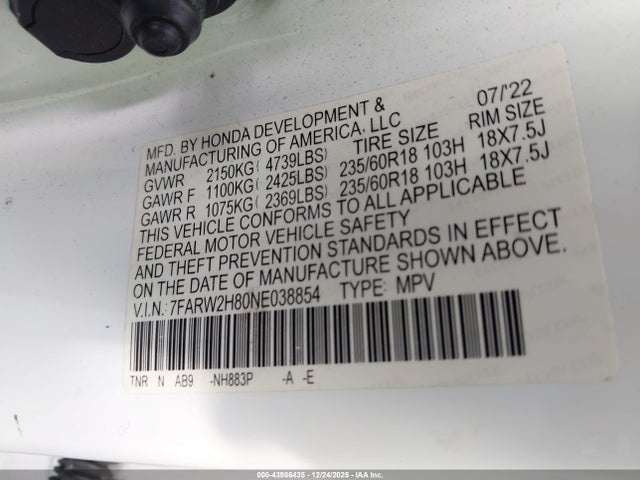 MFD. BY HONDA DEVELOPMENT & 07/'22
MANUFACTURING OF AMERICA, LLC TIRE SIZE RIM SIZE
GVWR 2150KG( 4739LBS)
GAWR F 1100KG( 2425LBS) 235/60R18 103H 18X7.5J
GAWR R 1075KG( 2369LBS) 235/60R18 103H 18X7.5J
THIS VEHICLE CONFORMS TO ALL APPLICABLE
FEDERAL MOTOR VEHICLE SAFETY
AND THEFT PREVENTION STANDARDS IN EFFECT
ON THE DATE OF MANUFACTURE SHOWN ABOVE.
V.I.N.: 7FARW2H80NE038854 TYPE: MPV
TNR N AB9 -NH883P -A -E
000-43986435 - 12/24/2025 - IAA Inc.